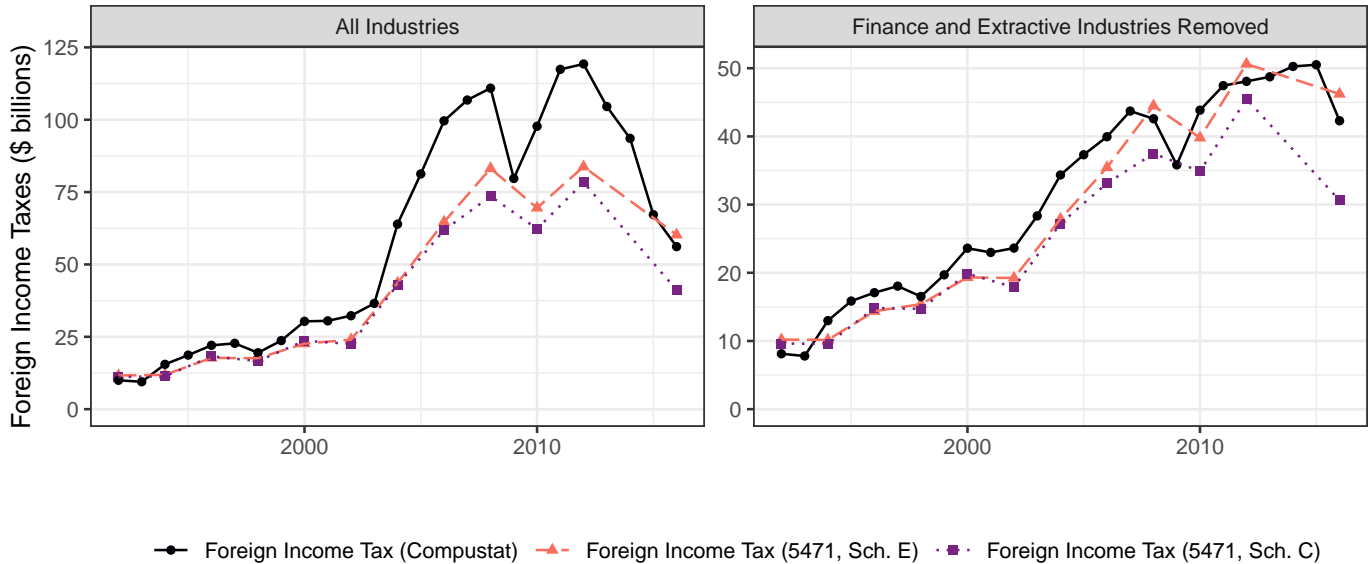 All Industries
Finance and Extractive Industries Removed
Foreign Income Taxes ($ billions)
125
100
75
50
25
0
2000
2010
50
40
30
20
10
0
2000
2010
Foreign Income Tax (Compustat)
Foreign Income Tax (5471, Sch. E)
Foreign Income Tax (5471, Sch. C)